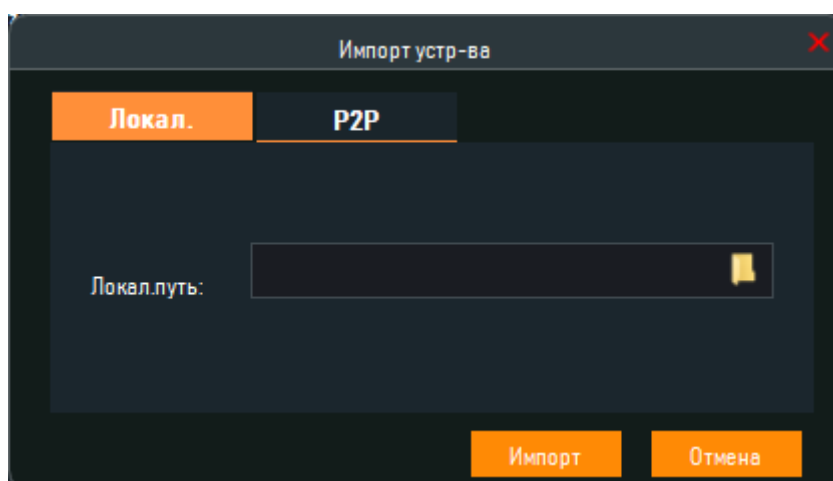 Импорт устр-ва
Локал.
P2P
Локал.путь:
Импорт
Отмена